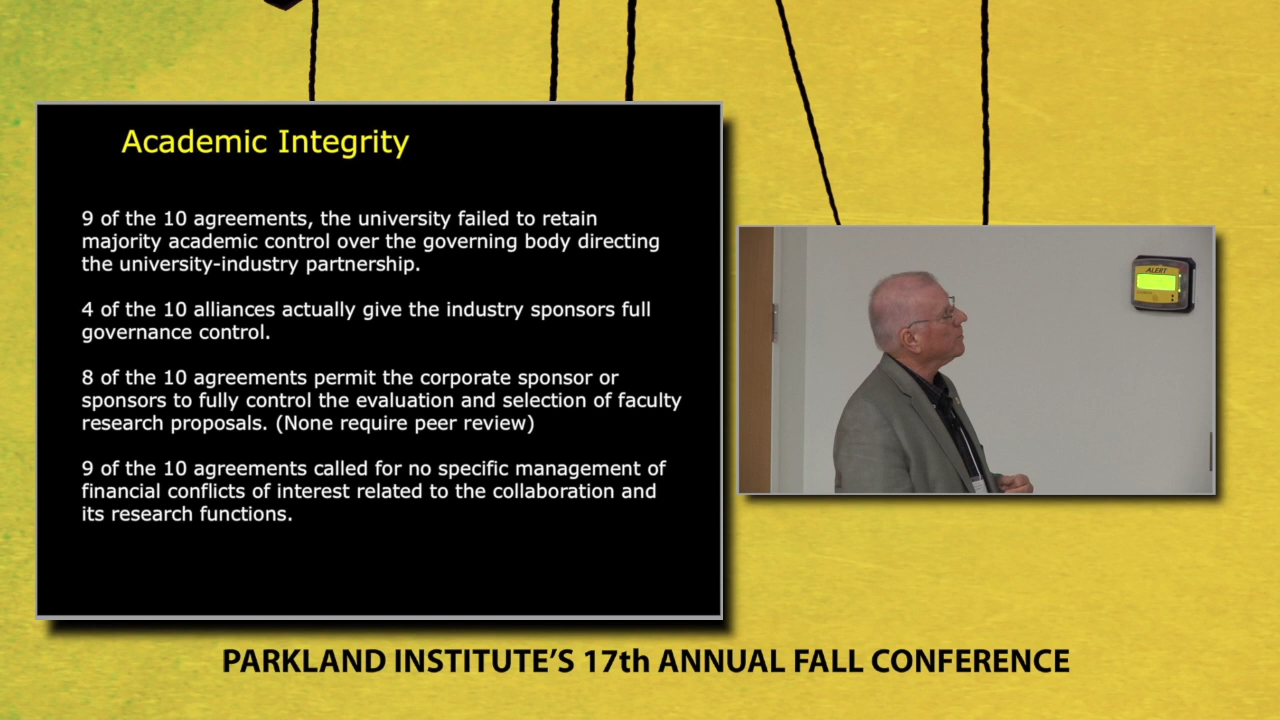 Academic Integrity
9 of the 10 agreements, the university failed to retain
majority academic control over the governing body directing
the university-industry partnership.
4 of the 10 alliances actually give the industry sponsors full
governance control.
8 of the 10 agreements permit the corporate sponsor or
sponsors to fully control the evaluation and selection of faculty
research proposals. (None require peer review)
9 of the 10 agreements called for no specific management of
financial conflicts of interest related to the collaboration and
its research functions.
ALERT
PARKLAND INSTITUTE'S 17th ANNUAL FALL CONFERENCE